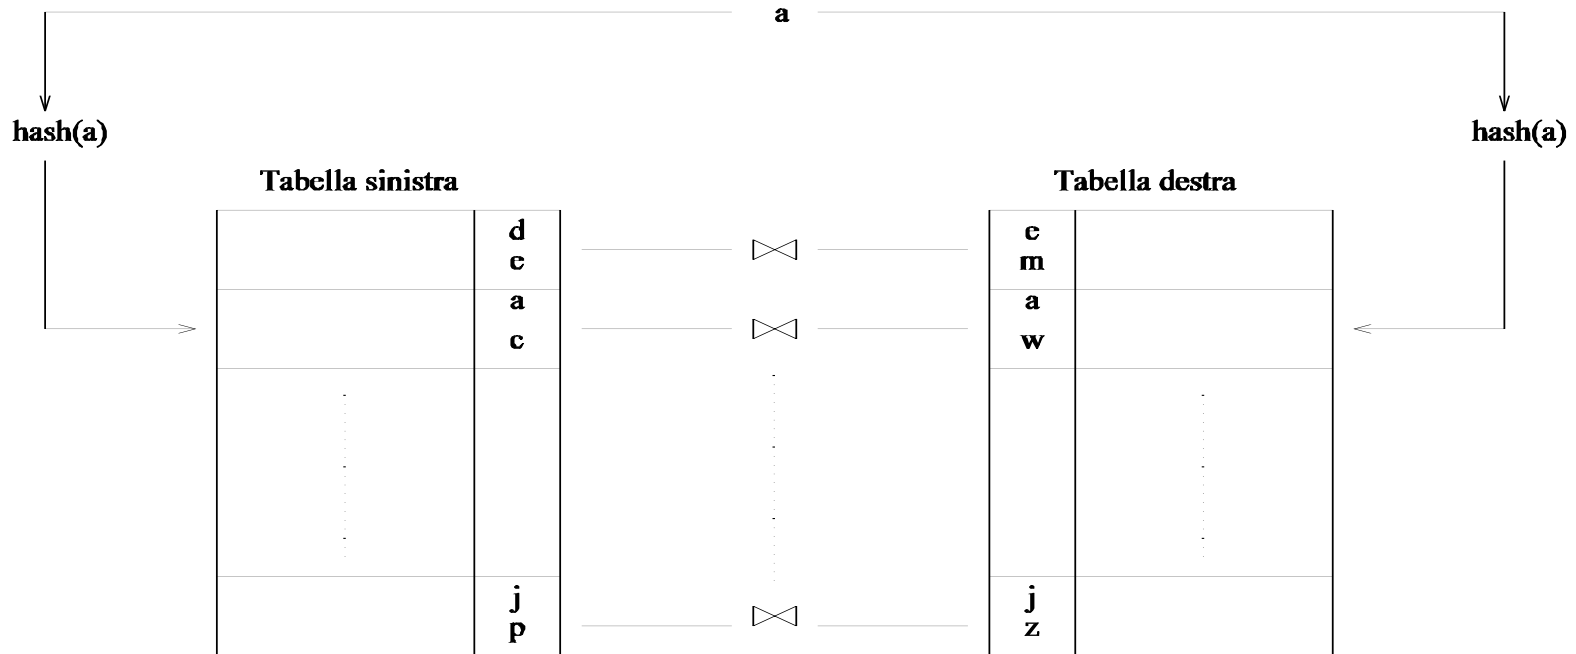 a
hash(a)
hash(a)
Tabella sinistra
Tabella destra
d
e
e
m
a
c
a
w
j
p
j
z